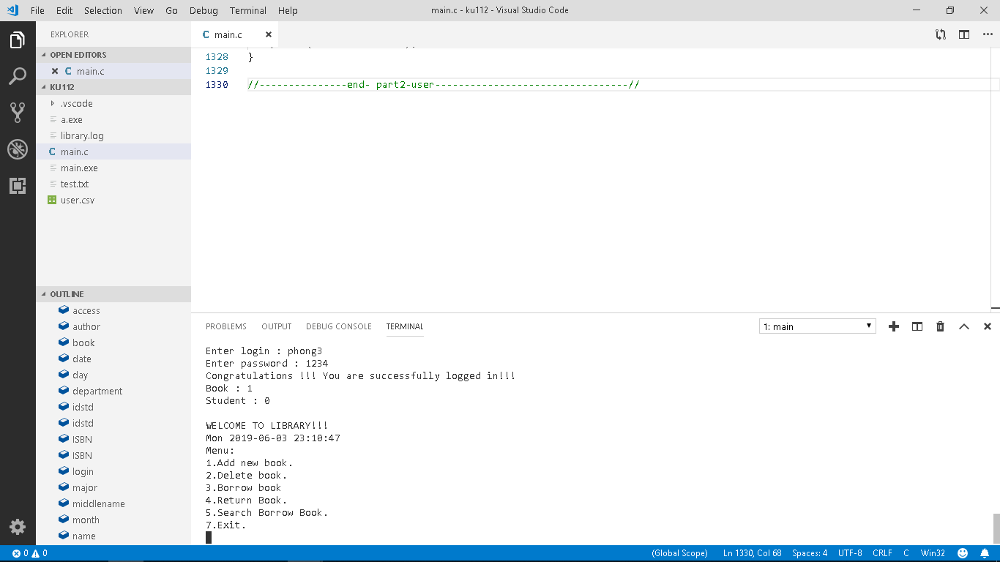 File Edit Selection View Go Debug Terminal Help
main.c - ku112 - Visual Studio Code
EXPLORER
OPEN EDITORS
C main.c
KU112
.vscode
a.exe
library.log
C main.c
main.exe
test.txt
user.csv
OUTLINE
access
author
book
date
day
department
idstd
idstd
ISBN
ISBN
login
major
middlename
month
name
C main.c
1328 }
1329
1330 //---------------end- part2-user---------------------------------//
PROBLEMS OUTPUT DEBUG CONSOLE TERMINAL
1: main
Enter login : phong3
Enter password : 1234
Congratulations !!! You are successfully logged in!!!
Book : 1
Student : 0
WELCOME TO LIBRARY!!!
Mon 2019-06-03 23:10:47
Menu:
1.Add new book.
2.Delete book.
3.Borrow book
4.Return Book.
5.Search Borrow Book.
7.Exit.
0 0 (Global Scope) Ln 1330, Col 68 Spaces: 4 UTF-8 CRLF C Win32